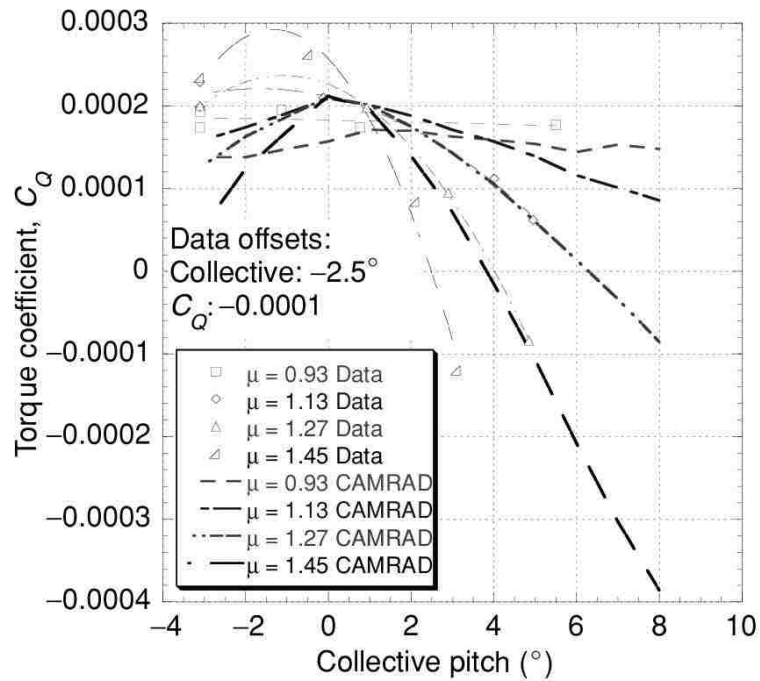 0.0003
0.0002
0.0001
0
−0.0001
−0.0002
−0.0003
−0.0004
Torque coefficient, C_Q
Data offsets:
Collective: −2.5°
C_Q: −0.0001
μ = 0.93 Data
μ = 1.13 Data
μ = 1.27 Data
μ = 1.45 Data
μ = 0.93 CAMRAD
μ = 1.13 CAMRAD
μ = 1.27 CAMRAD
μ = 1.45 CAMRAD
−4 −2 0 2 4 6 8 10
Collective pitch (°)